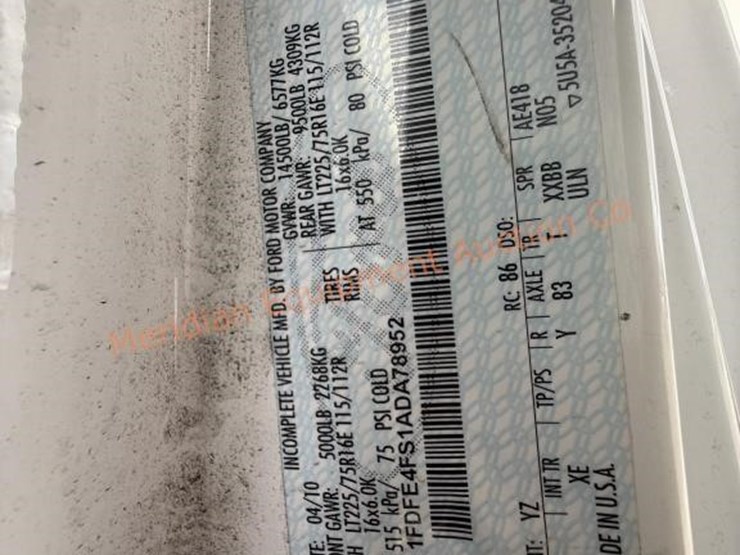 INCOMPLETE VEHICLE MFD BY FORD MOTOR COMPANY
TE: 04/10 GVWR: 14500LB/ 6577KG
NT GAWR: 5000LB 2268KG REAR GAWR: 9500LB 4309KG
TH LT225/75R16E 115/112R TIRES WITH LT225/75R16E 115/112R
16x6.0K RIMS 16x6.0K
515 kPa/ 75 PSI COLD AT 550 kPa/ 80 PSI COLD
1FDFE4FS1ADA78952
T: YZ RC: 86 DSO:
INT TR TP/PS R AXLE TR SPR AE418
XE Y 83 T XXBB N05
DE IN U.S.A. ULN ▽5U5A-35204
Meridian Equipment Auction Co